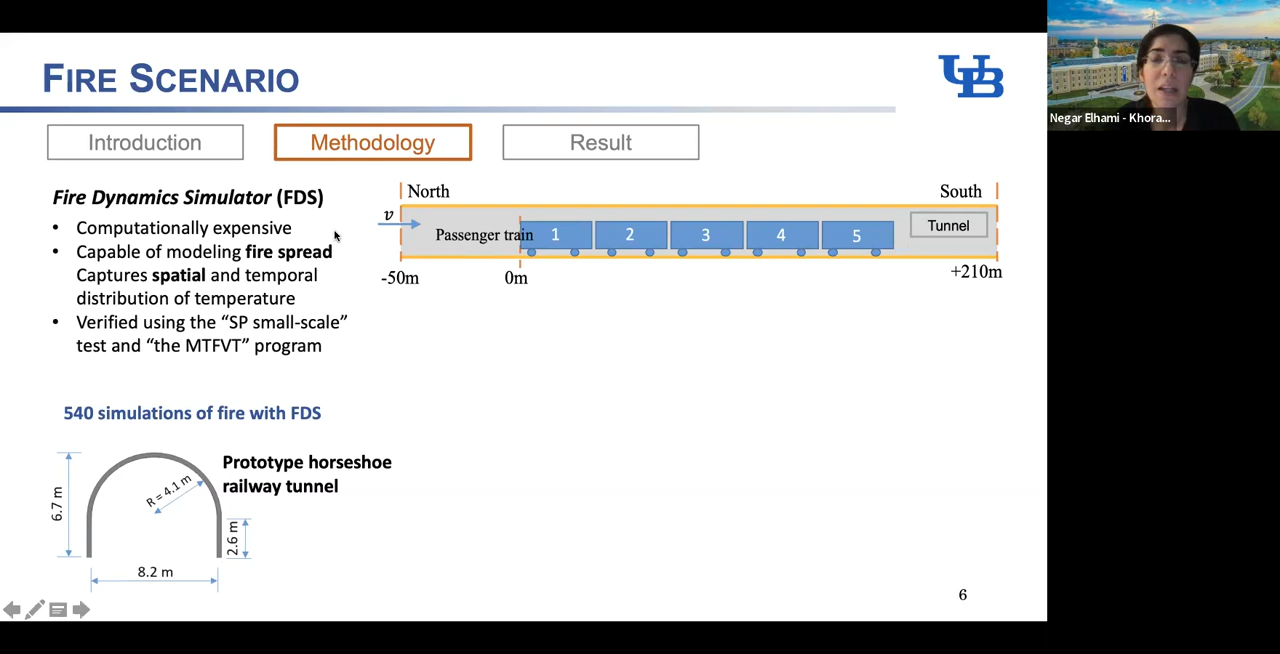 FIRE SCENARIO
UB
Negar Elhami - Khora...
Introduction
Methodology
Result
Fire Dynamics Simulator (FDS)
• Computationally expensive
• Capable of modeling fire spread
Captures spatial and temporal
distribution of temperature
• Verified using the “SP small-scale”
test and “the MTFVT” program
North
South
v
Passenger train
1
2
3
4
5
Tunnel
-50m
0m
+210m
540 simulations of fire with FDS
Prototype horseshoe
railway tunnel
R = 4.1 m
6.7 m
2.6 m
8.2 m
6